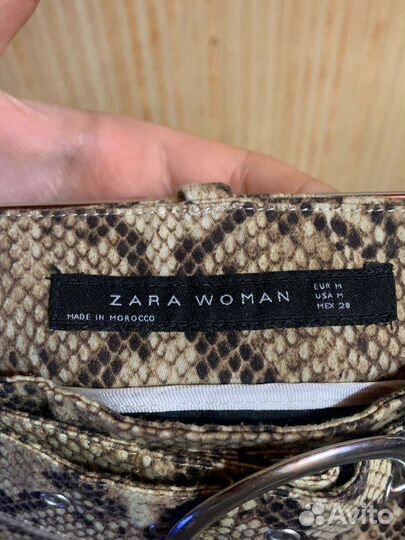 ZARA WOMAN
MADE IN MOROCCO
EUR M
USA M
MEX 28
Avito